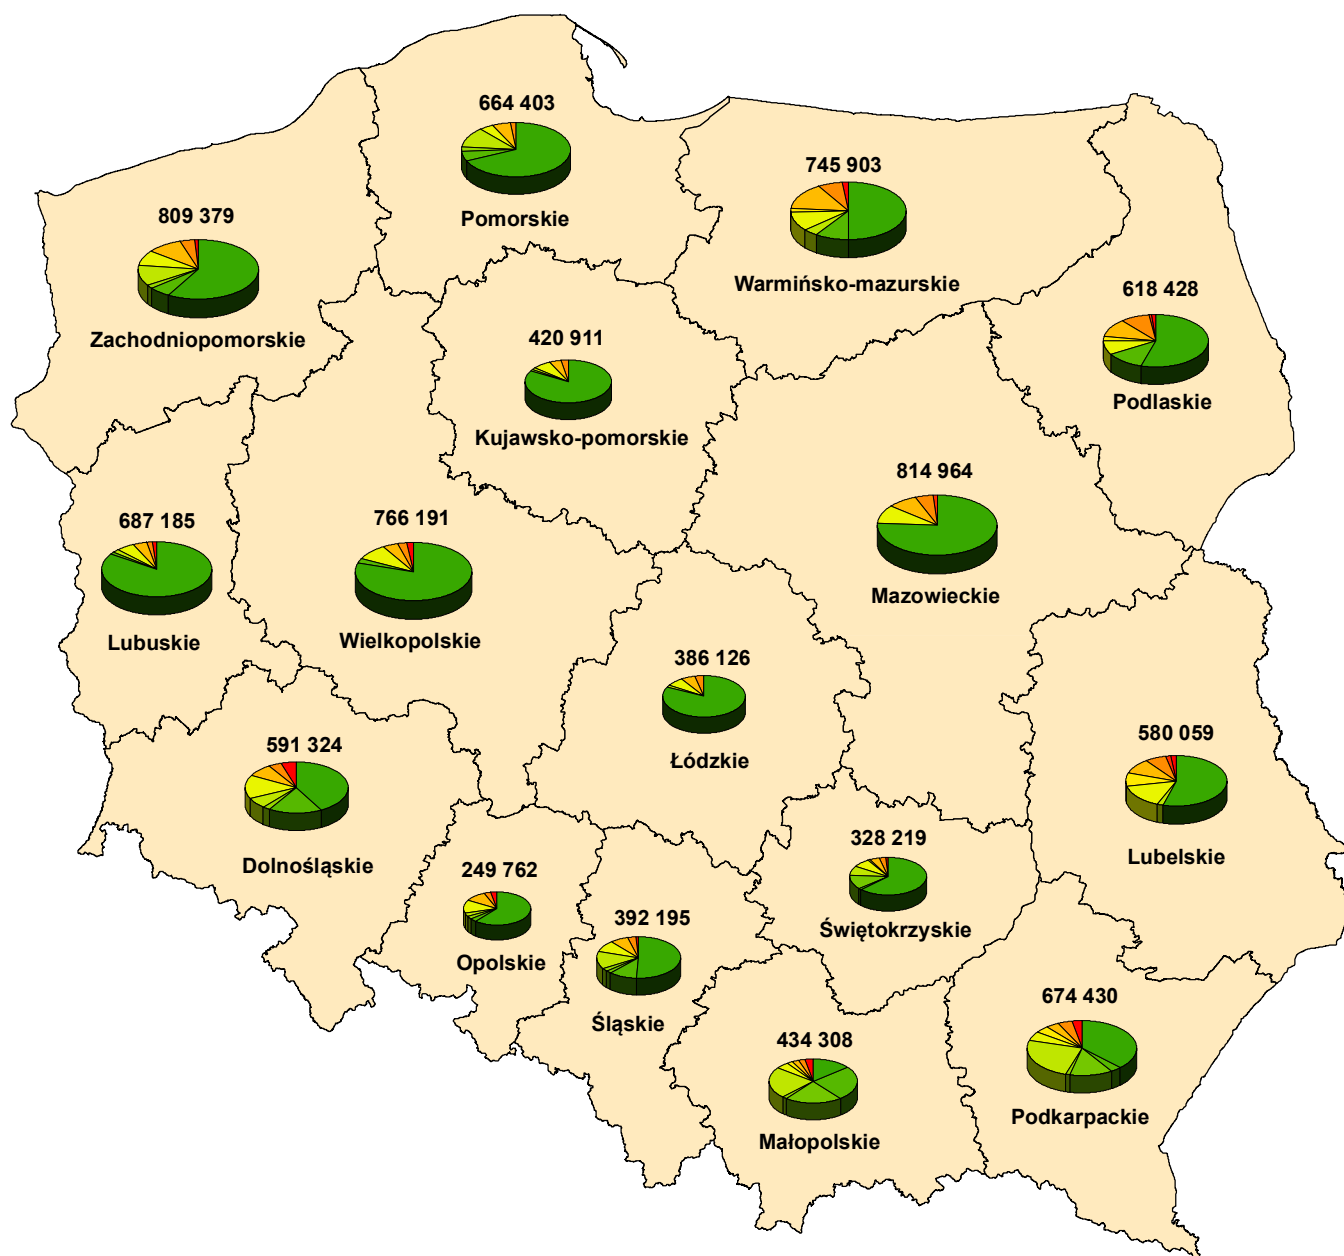 664 403
Pomorskie
745 903
Warmińsko-mazurskie
809 379
Zachodniopomorskie
618 428
Podlaskie
420 911
Kujawsko-pomorskie
814 964
Mazowieckie
687 185
Lubuskie
766 191
Wielkopolskie
386 126
Łódzkie
580 059
Lubelskie
591 324
Dolnośląskie
328 219
Świętokrzyskie
249 762
Opolskie
392 195
Śląskie
674 430
Podkarpackie
434 308
Małopolskie